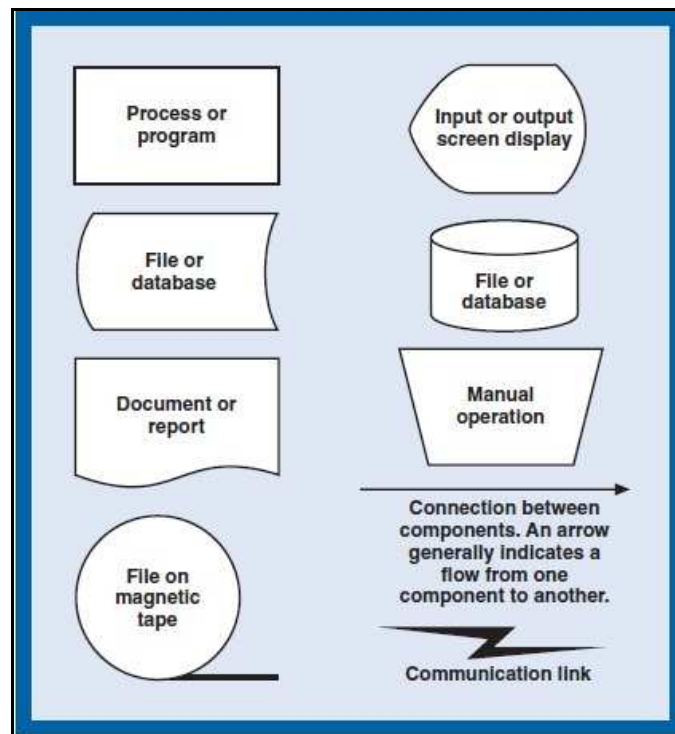 Process or
program
Input or output
screen display
File or
database
File or
database
Document or
report
Manual
operation
Connection between
components. An arrow
generally indicates a
flow from one
component to another.
File on
magnetic
tape
Communication link